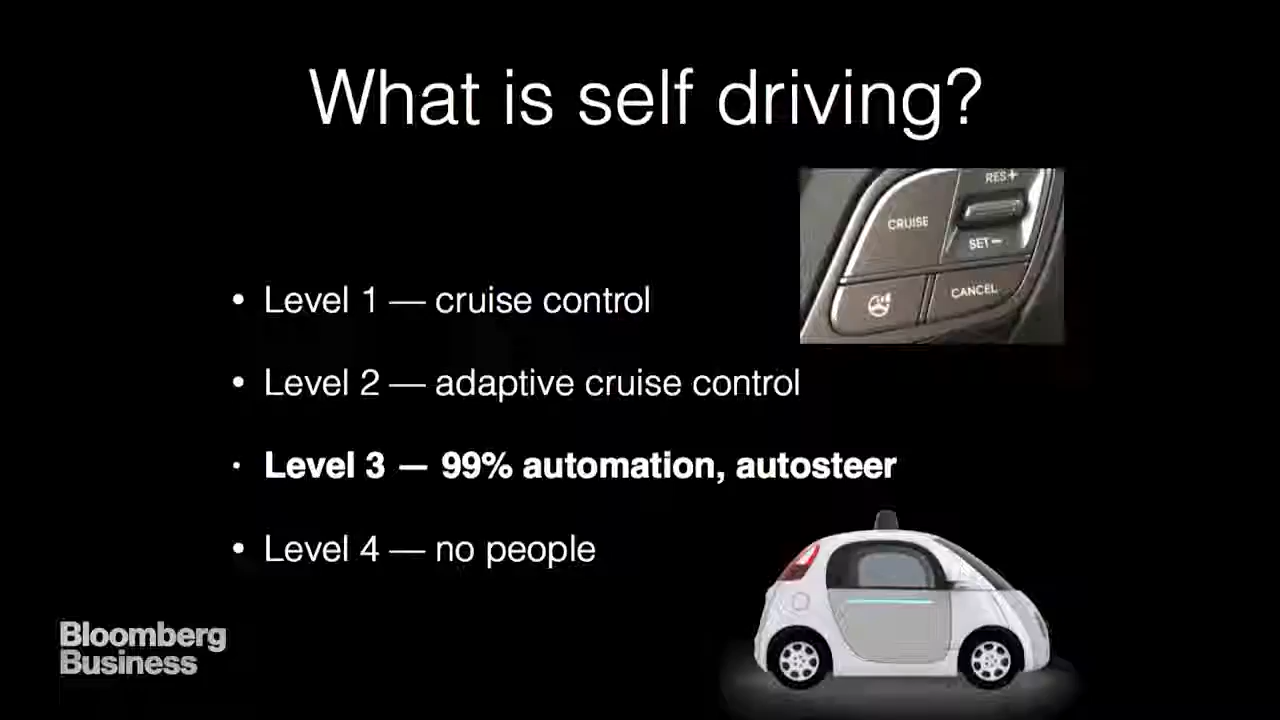 What is self driving?
RES+
CRUISE
SET−
CANCEL
• Level 1 — cruise control
• Level 2 — adaptive cruise control
• Level 3 — 99% automation, autosteer
• Level 4 — no people
Bloomberg
Business